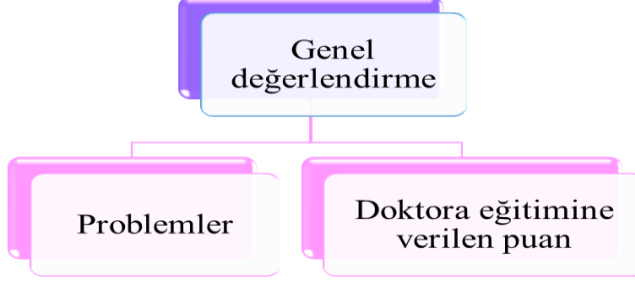 Genel
değerlendirme
Problemler
Doktora eğitimine
verilen puan